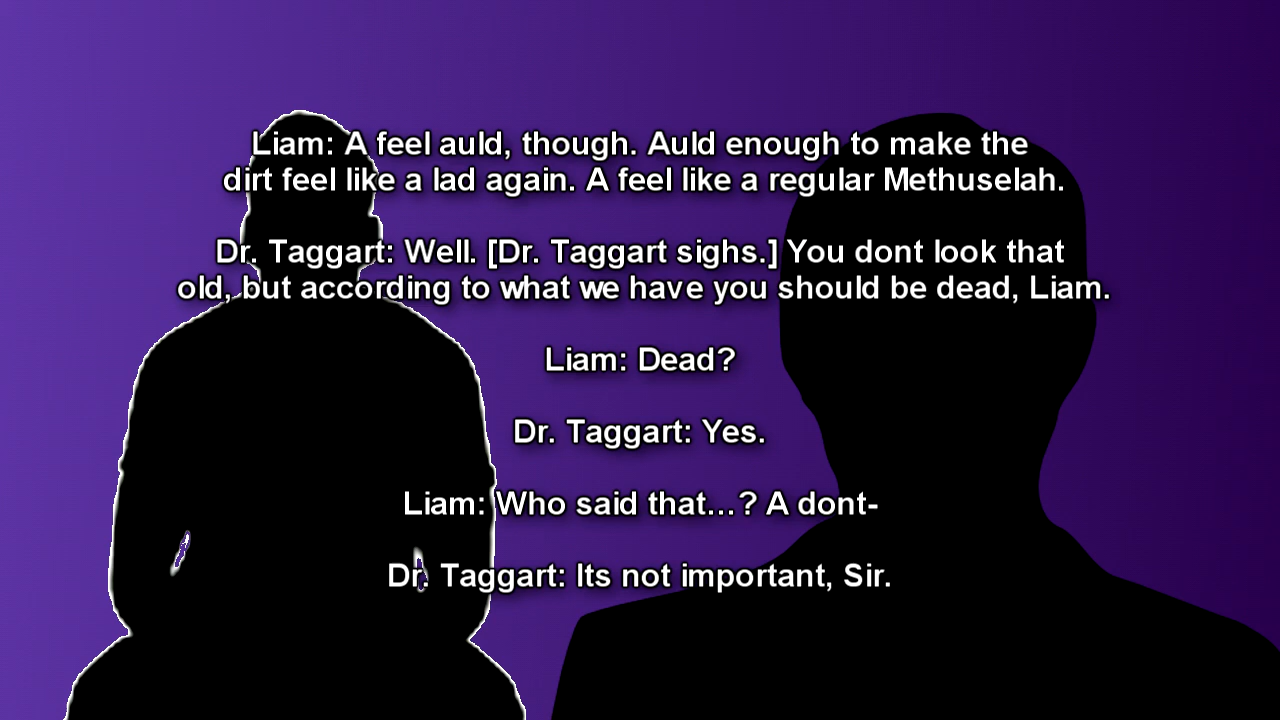 Liam: A feel auld, though. Auld enough to make the
dirt feel like a lad again. A feel like a regular Methuselah.
Dr. Taggart: Well. [Dr. Taggart sighs.] You dont look that
old, but according to what we have you should be dead, Liam.
Liam: Dead?
Dr. Taggart: Yes.
Liam: Who said that...? A dont-
Dr. Taggart: Its not important, Sir.